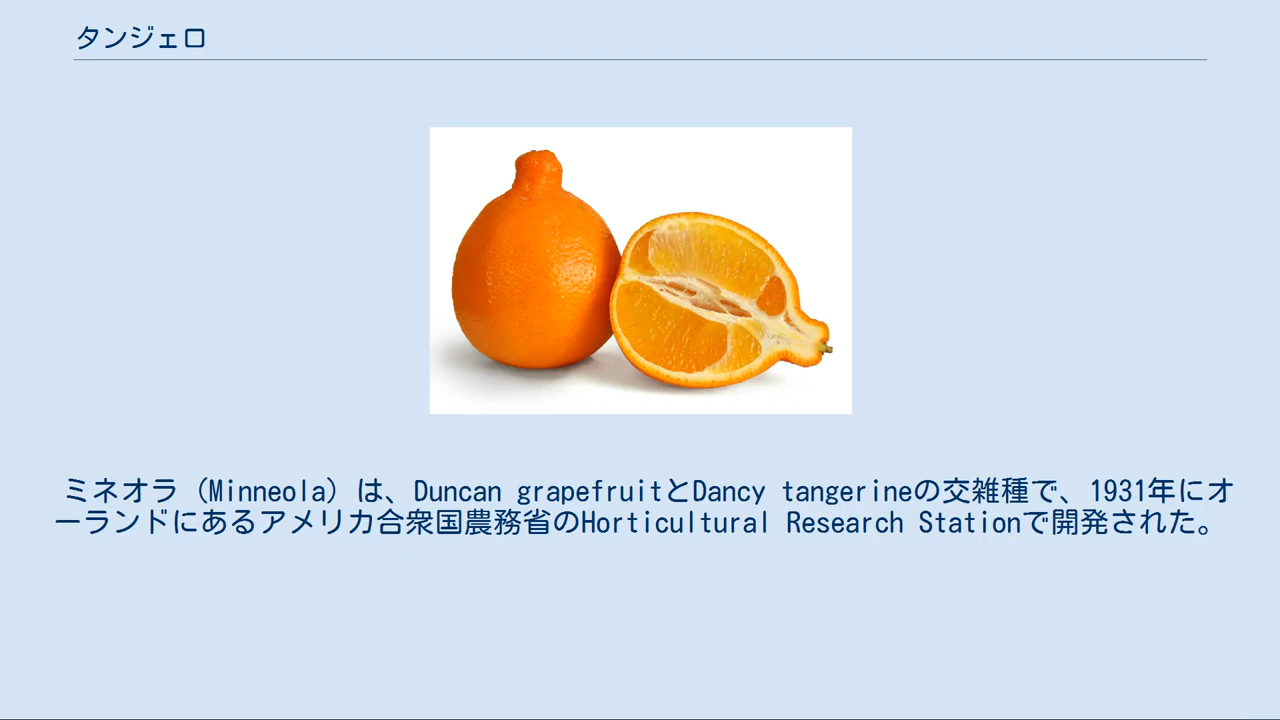 タンジェロ
ミネオラ（Minneola）は、Duncan grapefruitとDancy tangerineの交雑種で、1931年にオ
ーランドにあるアメリカ合衆国農務省のHorticultural Research Stationで開発された。